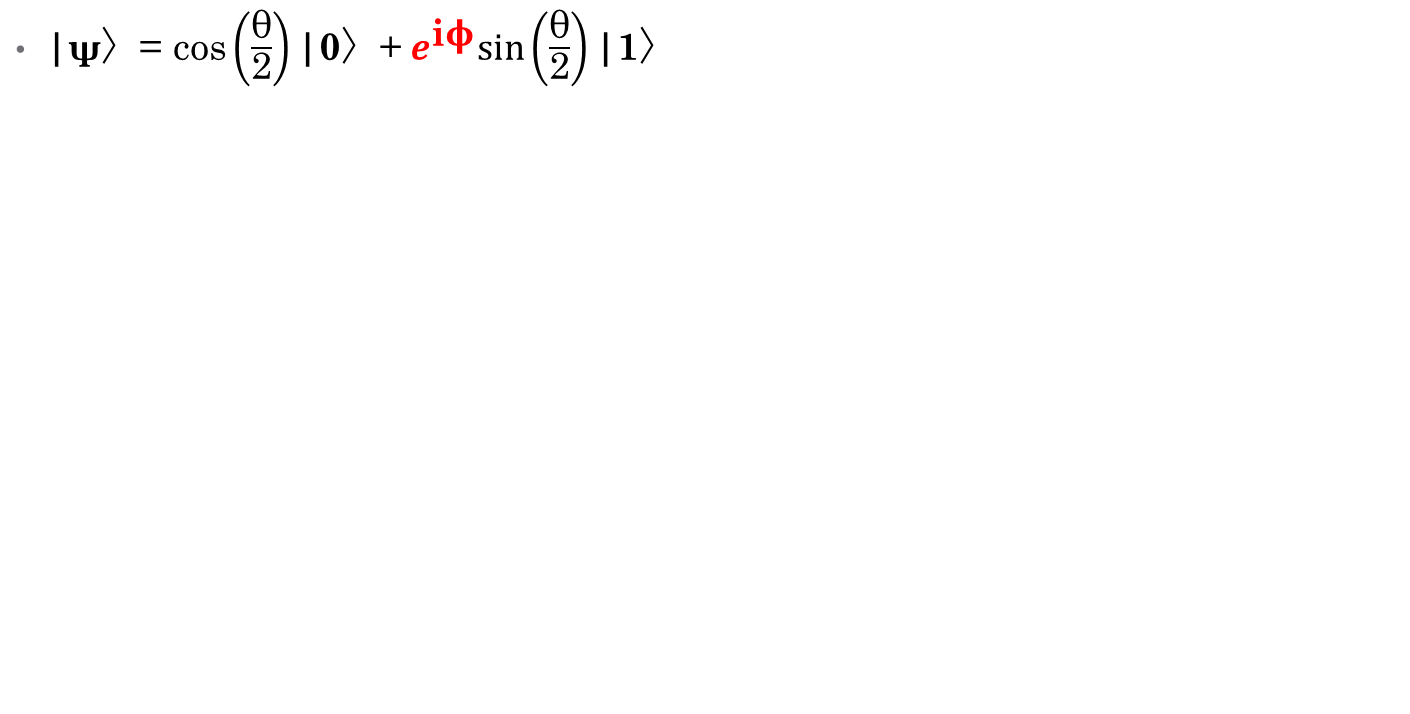 • |ψ⟩ = cos(θ/2) |0⟩ + e^{iϕ} sin(θ/2) |1⟩